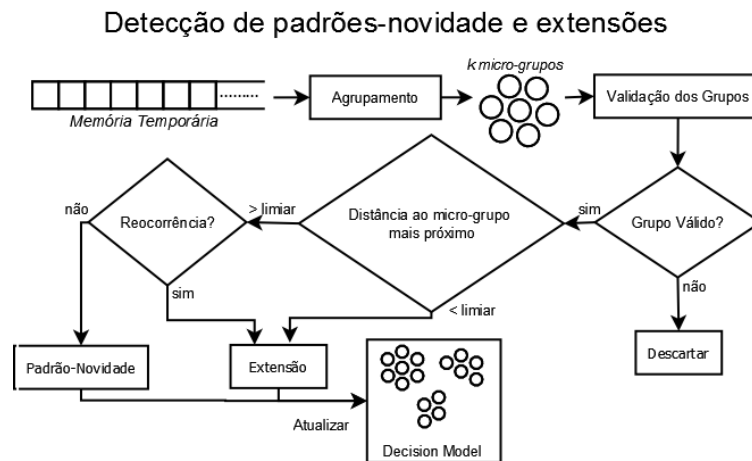 Detecção de padrões-novidade e extensões
k micro-grupos
Agrupamento
Validação dos Grupos
Memória Temporária
não
Reocorrência?
> limiar
Distância ao micro-grupo
mais próximo
sim
Grupo Válido?
sim
< limiar
não
Padrão-Novidade
Extensão
Descartar
Atualizar
Decision Model